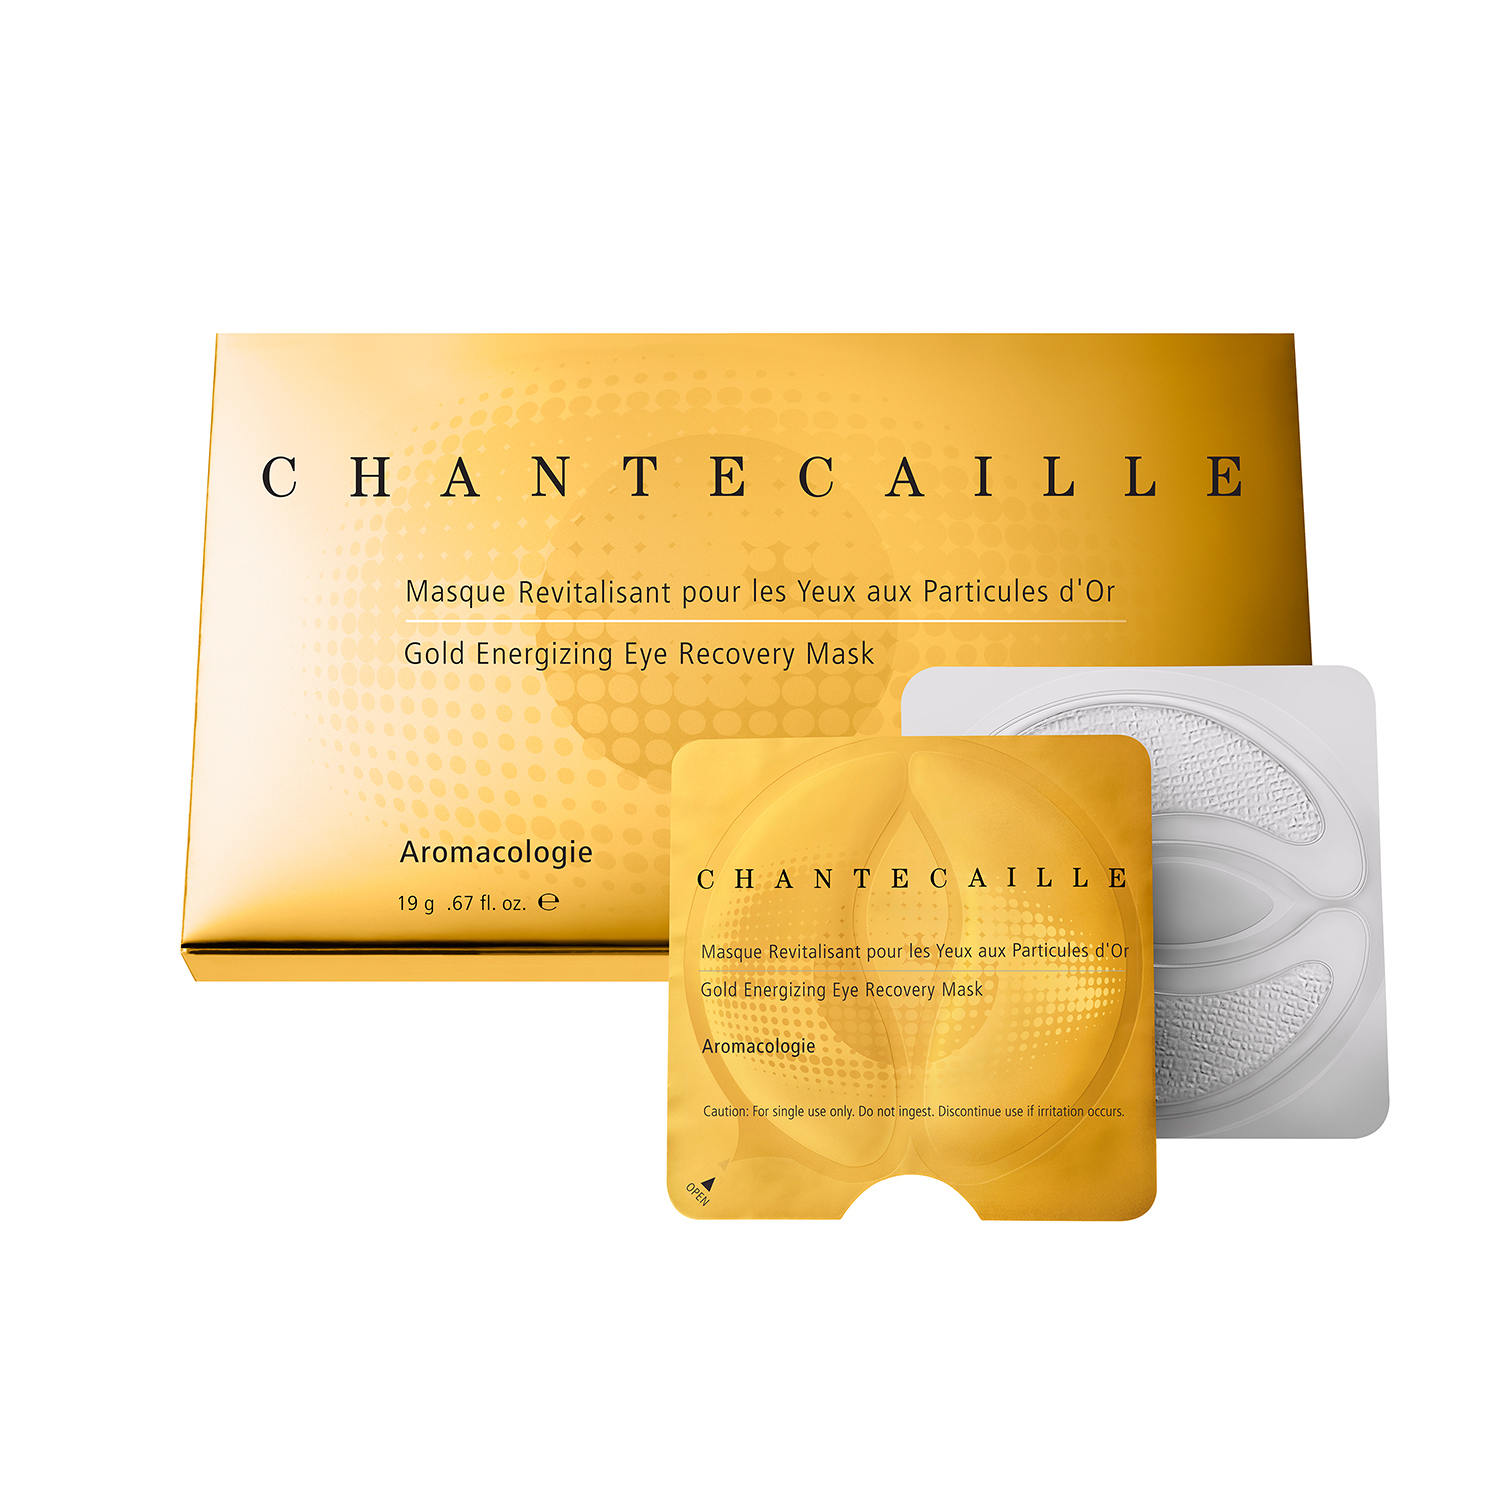 CHANTECAILLE
Masque Revitalisant pour les Yeux aux Particules d'Or
Gold Energizing Eye Recovery Mask
Aromacologie
19 g .67 fl. oz. ℮
CHANTECAILLE
Masque Revitalisant pour les Yeux aux Particules d'Or
Gold Energizing Eye Recovery Mask
Aromacologie
Caution: For single use only. Do not ingest. Discontinue use if irritation occurs.
OPEN